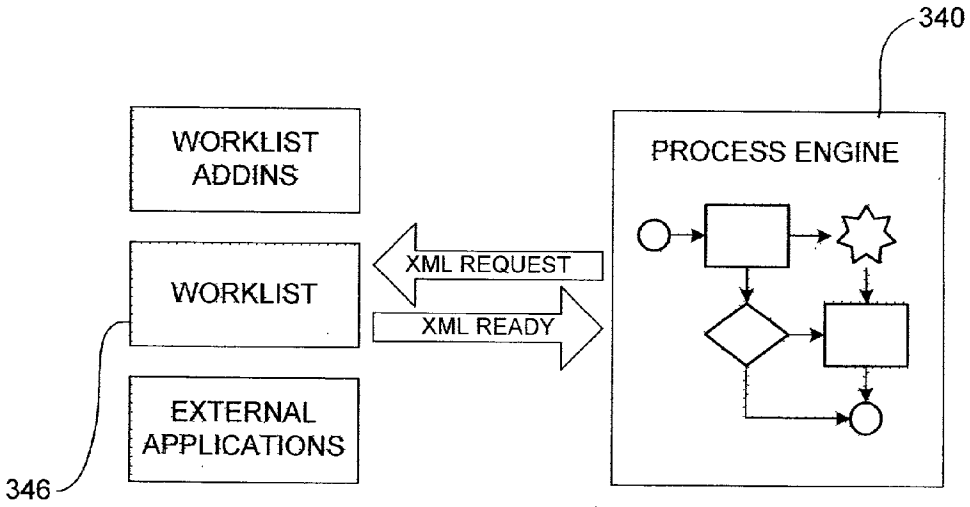 340
WORKLIST
ADDINS
PROCESS ENGINE
XML REQUEST
WORKLIST
XML READY
EXTERNAL
APPLICATIONS
346